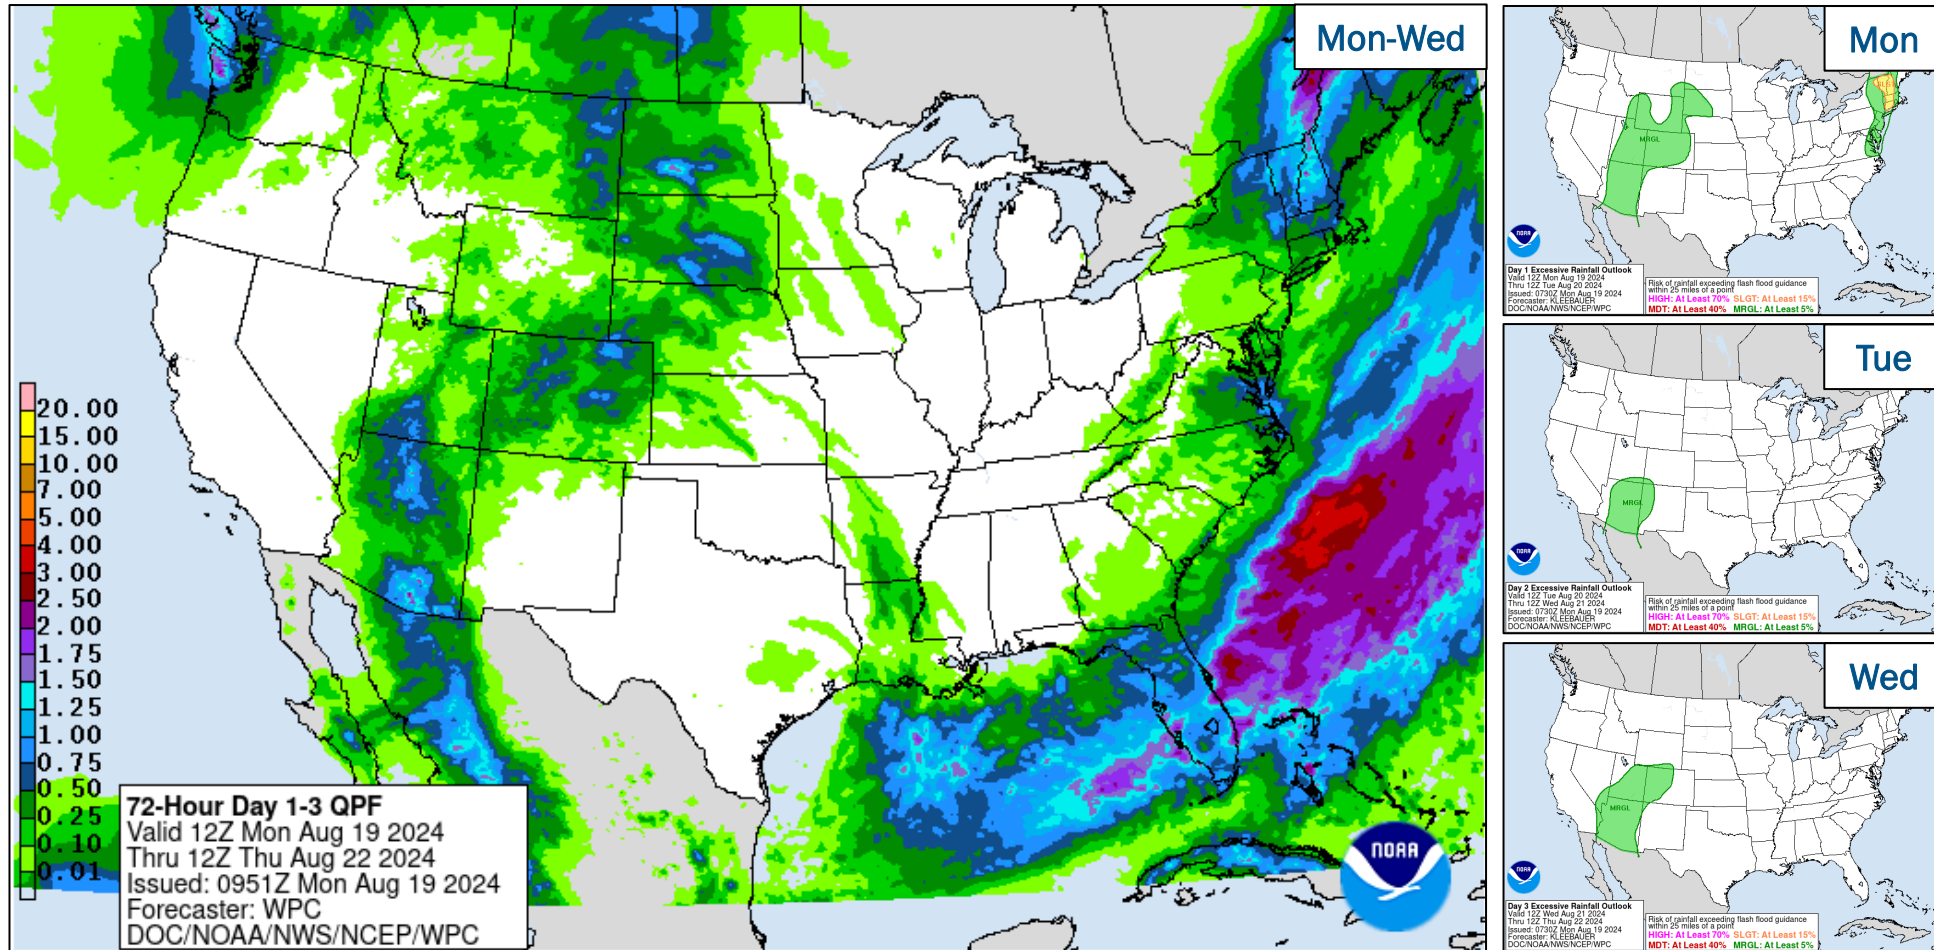 Mon-Wed
20.00
15.00
10.00
7.00
5.00
4.00
3.00
2.50
2.00
1.75
1.50
1.25
1.00
0.75
0.50
0.25
0.10
0.01
72-Hour Day 1-3 QPF
Valid 12Z Mon Aug 19 2024
Thru 12Z Thu Aug 22 2024
Issued: 0951Z Mon Aug 19 2024
Forecaster: WPC
DOC/NOAA/NWS/NCEP/WPC
NOAA
Mon
MRGL
NOAA
Day 1 Excessive Rainfall Outlook
Valid 12Z Mon Aug 19 2024
Thru 12Z Tue Aug 20 2024
Issued: 0730Z Mon Aug 19 2024
Forecaster: KLEEBAUER
DOC/NOAA/NWS/NCEP/WPC
Risk of rainfall exceeding flash flood guidance
within 25 miles of a point
HIGH: At Least 70% SLGT: At Least 15%
MDT: At Least 40% MRGL: At Least 5%
Tue
MRGL
NOAA
Day 2 Excessive Rainfall Outlook
Valid 12Z Tue Aug 20 2024
Thru 12Z Wed Aug 21 2024
Issued: 0730Z Mon Aug 19 2024
Forecaster: KLEEBAUER
DOC/NOAA/NWS/NCEP/WPC
Risk of rainfall exceeding flash flood guidance
within 25 miles of a point
HIGH: At Least 70% SLGT: At Least 15%
MDT: At Least 40% MRGL: At Least 5%
Wed
MRGL
NOAA
Day 3 Excessive Rainfall Outlook
Valid 12Z Wed Aug 21 2024
Thru 12Z Thu Aug 22 2024
Issued: 0730Z Mon Aug 19 2024
Forecaster: KLEEBAUER
DOC/NOAA/NWS/NCEP/WPC
Risk of rainfall exceeding flash flood guidance
within 25 miles of a point
HIGH: At Least 70% SLGT: At Least 15%
MDT: At Least 40% MRGL: At Least 5%